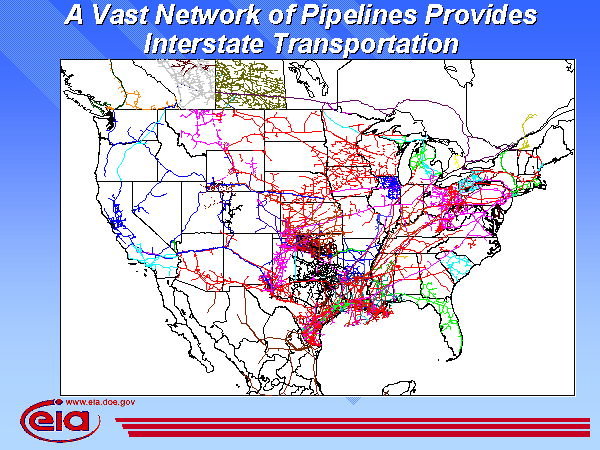 A Vast Network of Pipelines Provides
Interstate Transportation
www.eia.doe.gov
eia